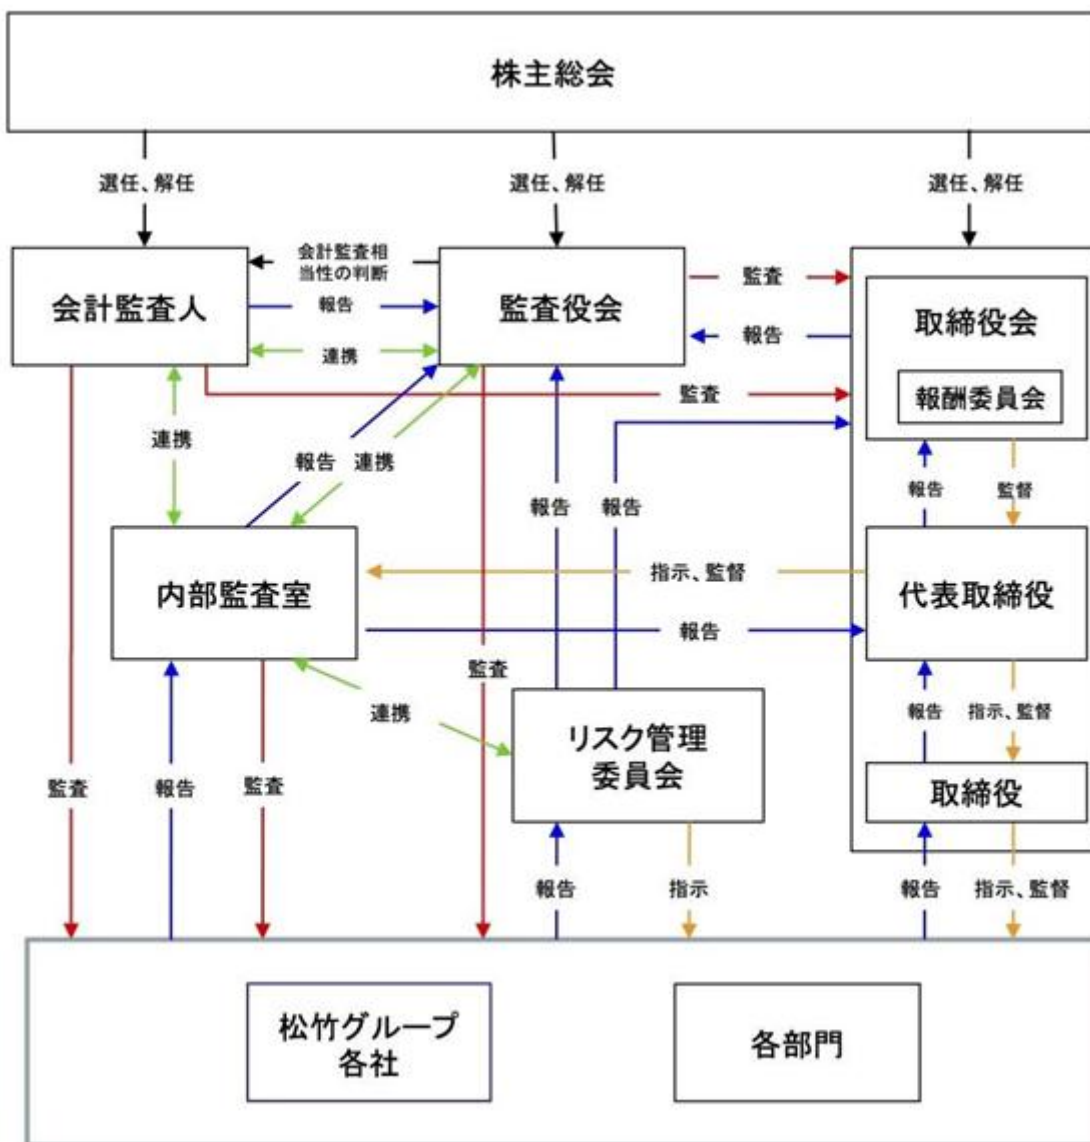 株主総会
選任、解任
選任、解任
選任、解任
会計監査人
会計監査相
当性の判断
報告
連携
監査役会
監査
報告
取締役会
報酬委員会
監査
連携
報告
連携
報告
報告
報告
監督
内部監査室
指示、監督
報告
代表取締役
監査
連携
リスク管理
委員会
報告
指示、監督
取締役
監査
報告
監査
報告
指示
報告
指示、監督
松竹グループ
各社
各部門